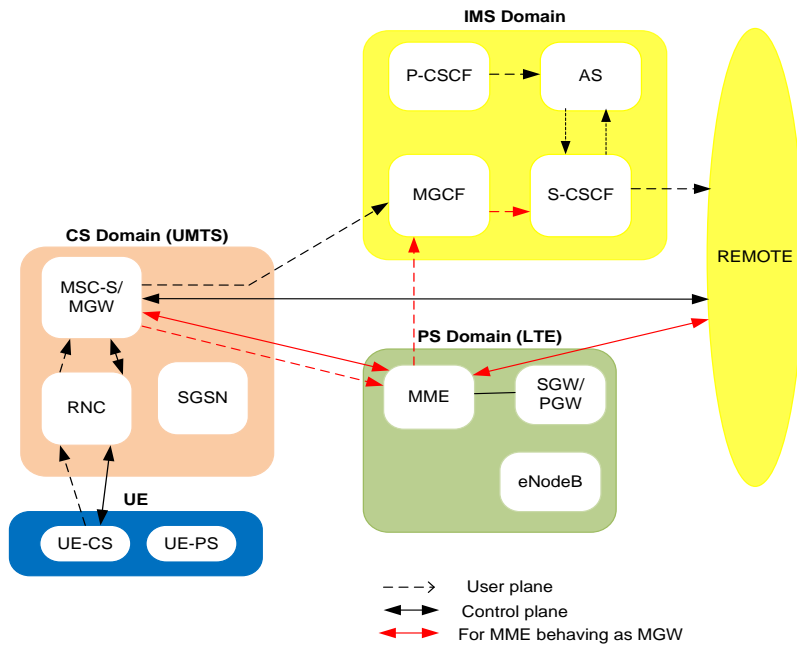 IMS Domain
P-CSCF
AS
MGCF
S-CSCF
REMOTE
CS Domain (UMTS)
MSC-S/
MGW
RNC
SGSN
PS Domain (LTE)
MME
SGW/
PGW
eNodeB
UE
UE-CS
UE-PS
User plane
Control plane
For MME behaving as MGW